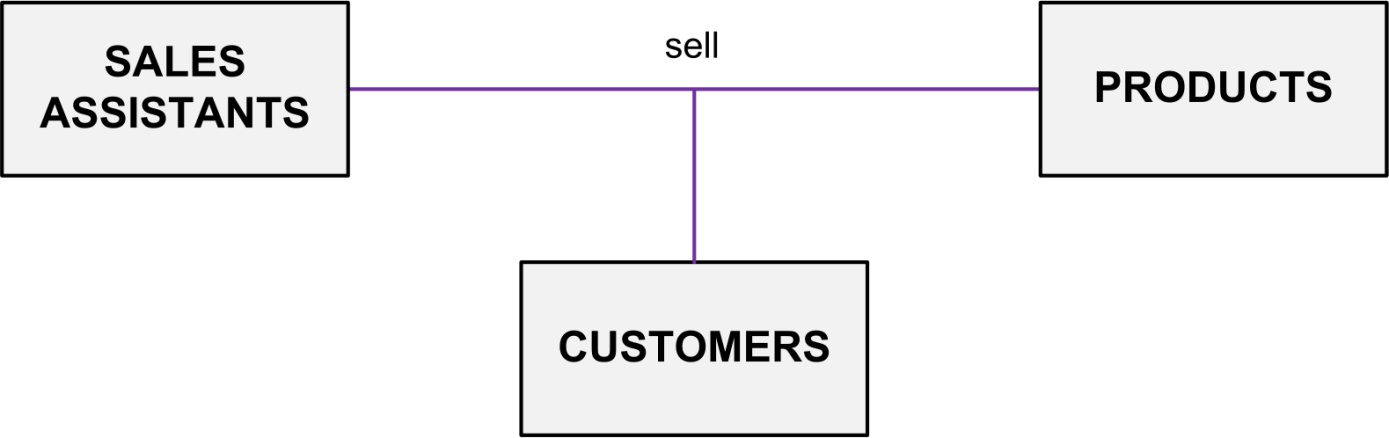 SALES
ASSISTANTS
sell
PRODUCTS
CUSTOMERS